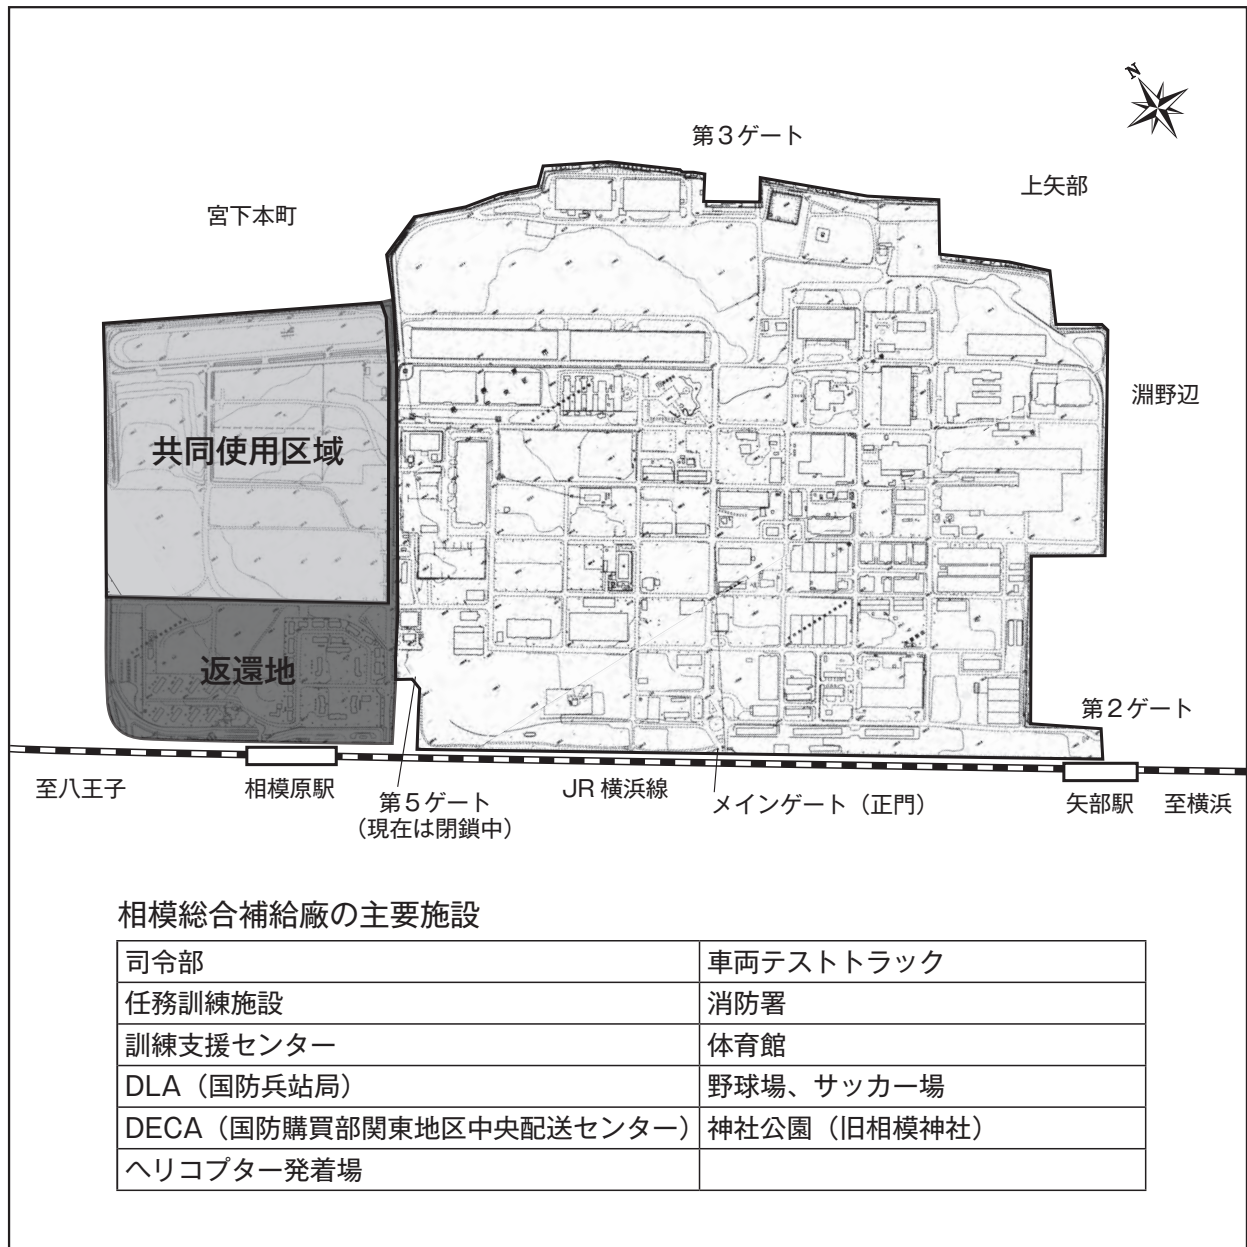 N
第3ゲート
上矢部
宮下本町
淵野辺
共同使用区域
返還地
第2ゲート
至八王子
相模原駅
第5ゲート
(現在は閉鎖中)
JR横浜線
メインゲート(正門)
矢部駅
至横浜
相模総合補給廠の主要施設
司令部 車両テストトラック
任務訓練施設 消防署
訓練支援センター 体育館
DLA(国防兵站局) 野球場、サッカー場
DECA(国防購買部関東地区中央配送センター) 神社公園(旧相模神社)
ヘリコプター発着場